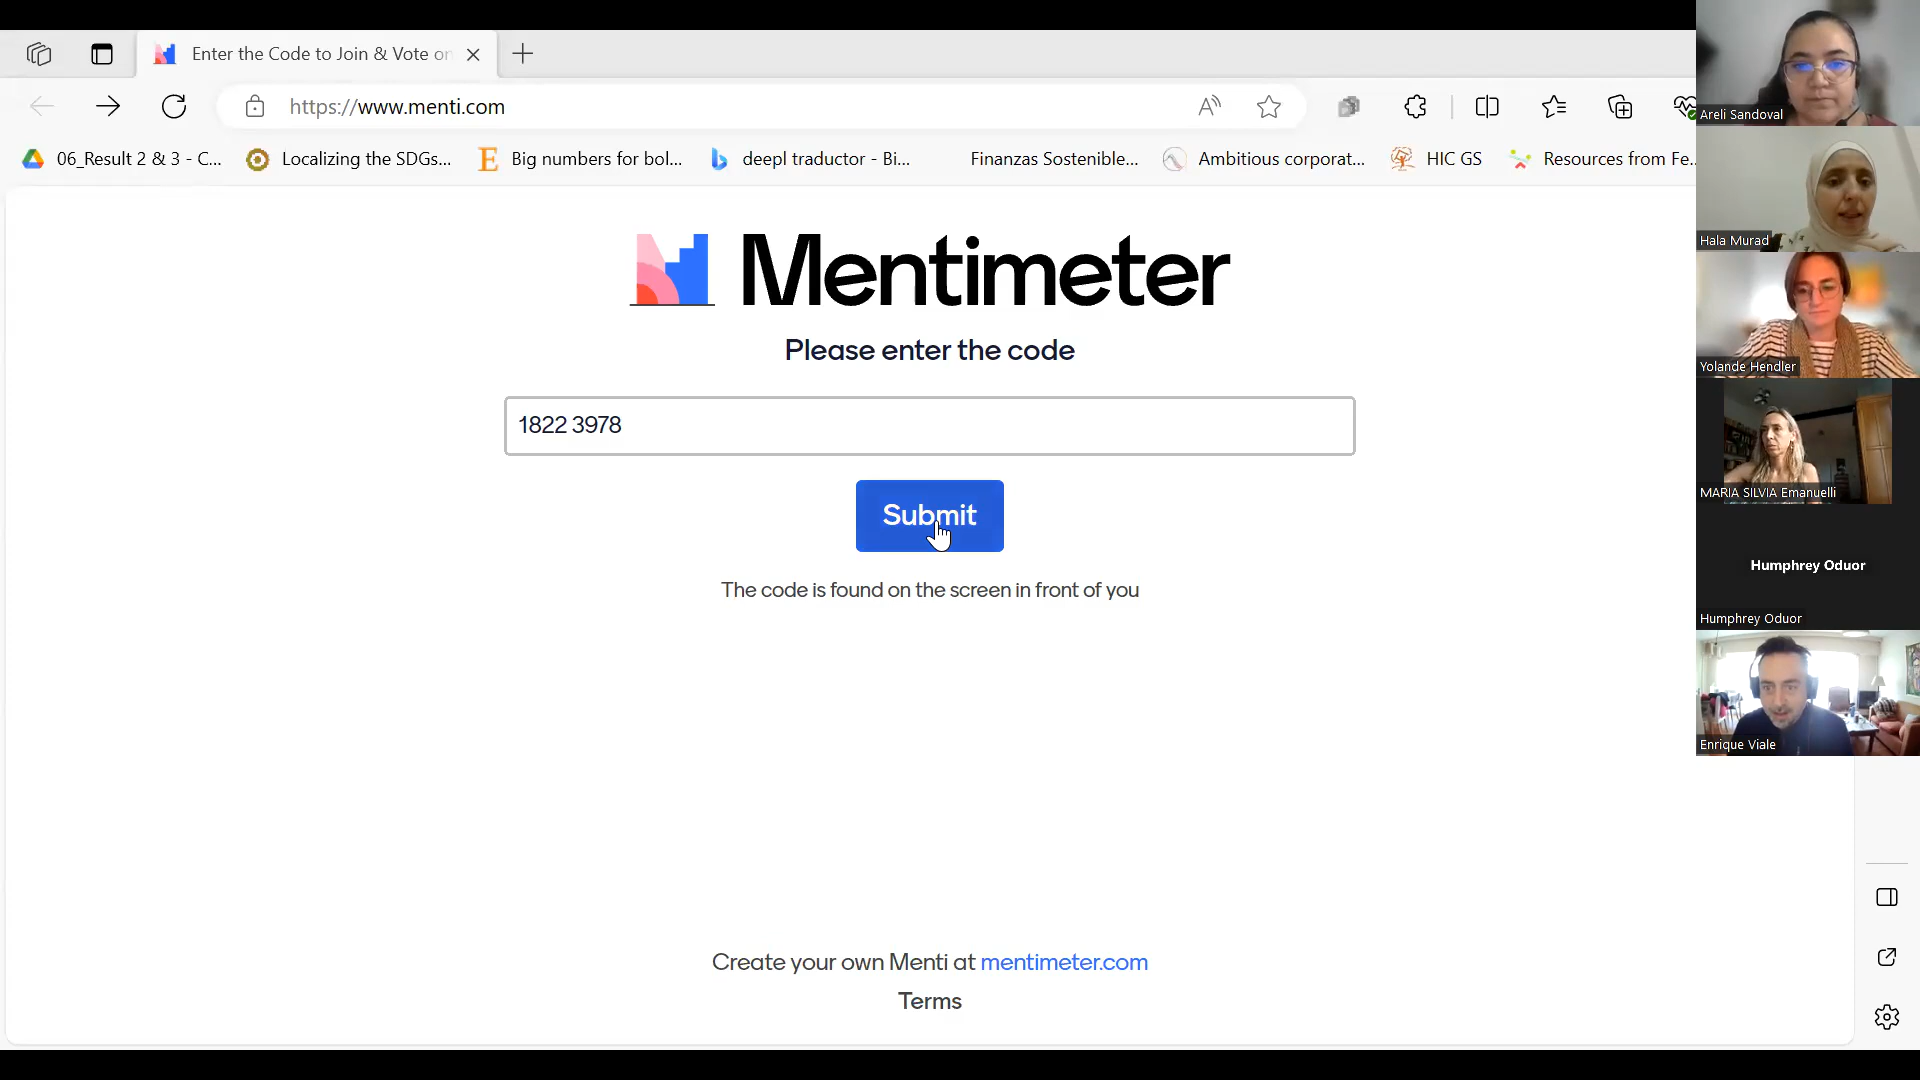 Enter the Code to Join & Vote on
https://www.menti.com
06_Result 2 & 3 - C...
Localizing the SDGs...
Big numbers for bol...
deepl traductor - Bi...
Finanzas Sostenible...
Ambitious corporat...
HIC GS
Resources from Fe...
Mentimeter
Please enter the code
1822 3978
Submit
The code is found on the screen in front of you
Create your own Menti at mentimeter.com
Terms
Areli Sandoval
Hala Murad
Yolande Hendler
MARIA SILVIA Emanuelli
Humphrey Oduor
Humphrey Oduor
Enrique Viale